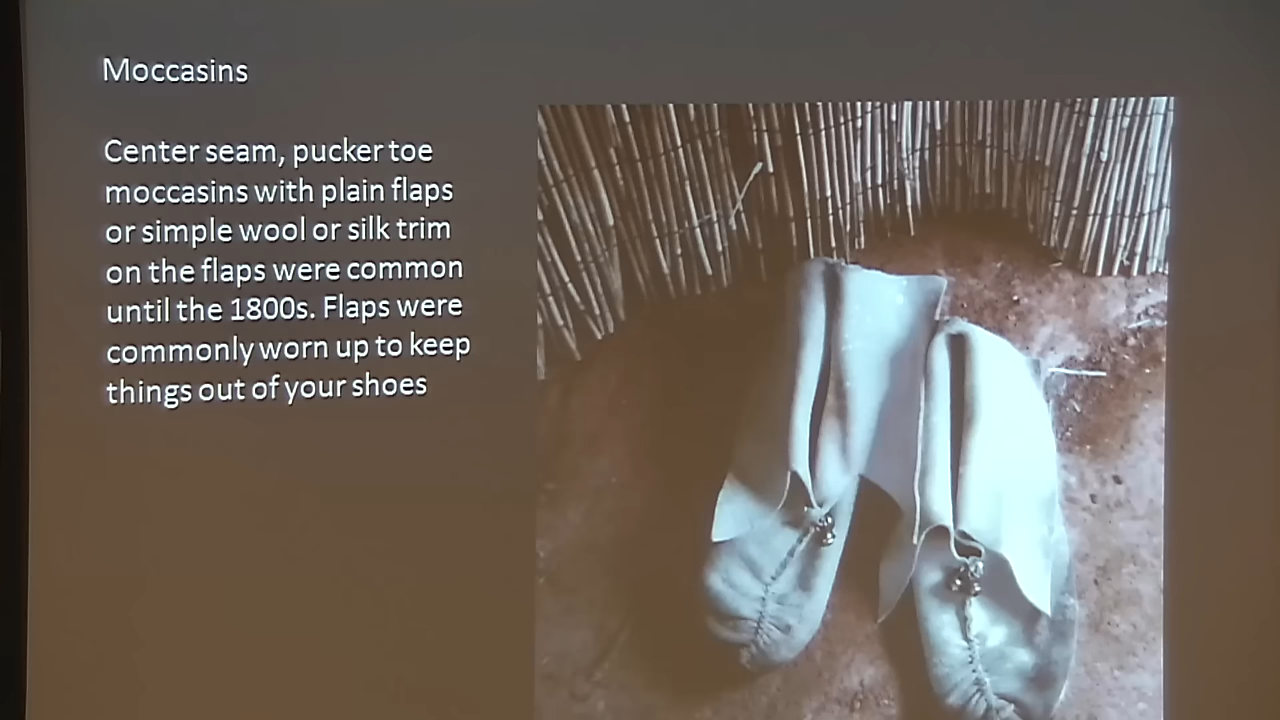 Moccasins
Center seam, pucker toe
moccasins with plain flaps
or simple wool or silk trim
on the flaps were common
until the 1800s. Flaps were
commonly worn up to keep
things out of your shoes